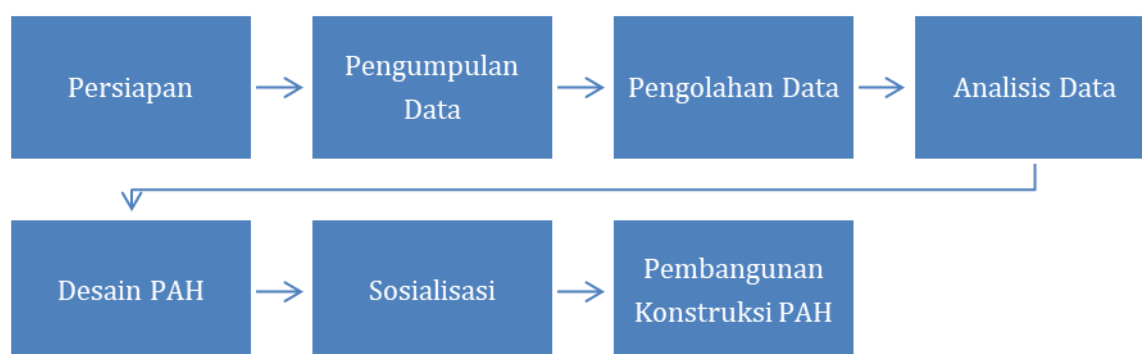 Persiapan
Pengumpulan
Data
Pengolahan Data
Analisis Data
Desain PAH
Sosialisasi
Pembangunan
Konstruksi PAH